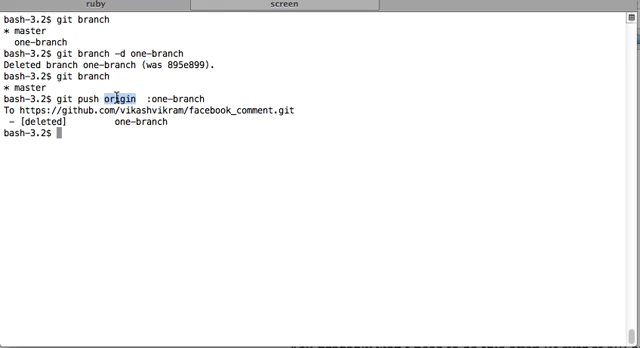 ruby screen
bash-3.2$ git branch
* master
one-branch
bash-3.2$ git branch -d one-branch
Deleted branch one-branch (was 895e899).
bash-3.2$ git branch
* master
bash-3.2$ git push origin :one-branch
To https://github.com/vikashvikram/facebook_comment.git
- [deleted] one-branch
bash-3.2$